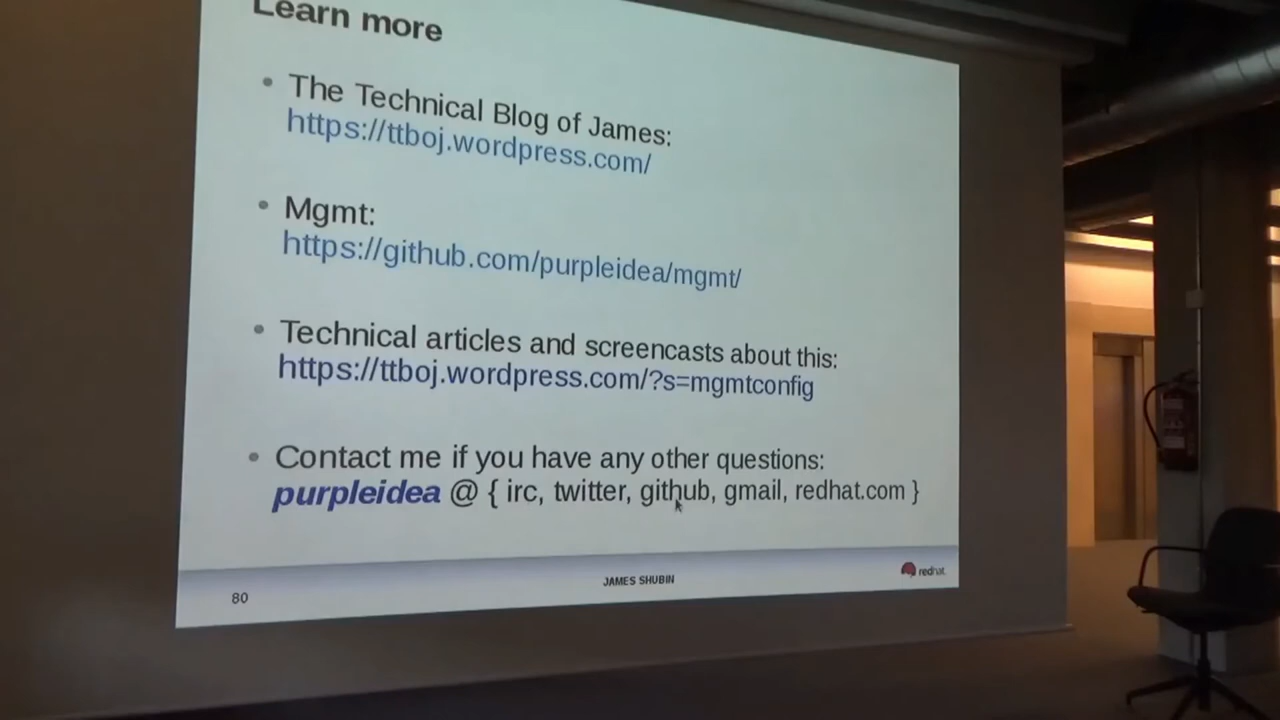 Learn more
The Technical Blog of James:
https://ttboj.wordpress.com/
Mgmt:
https://github.com/purpleidea/mgmt/
Technical articles and screencasts about this:
https://ttboj.wordpress.com/?s=mgmtconfig
Contact me if you have any other questions:
purpleidea @ { irc, twitter, github, gmail, redhat.com }
80
JAMES SHUBIN
redhat.